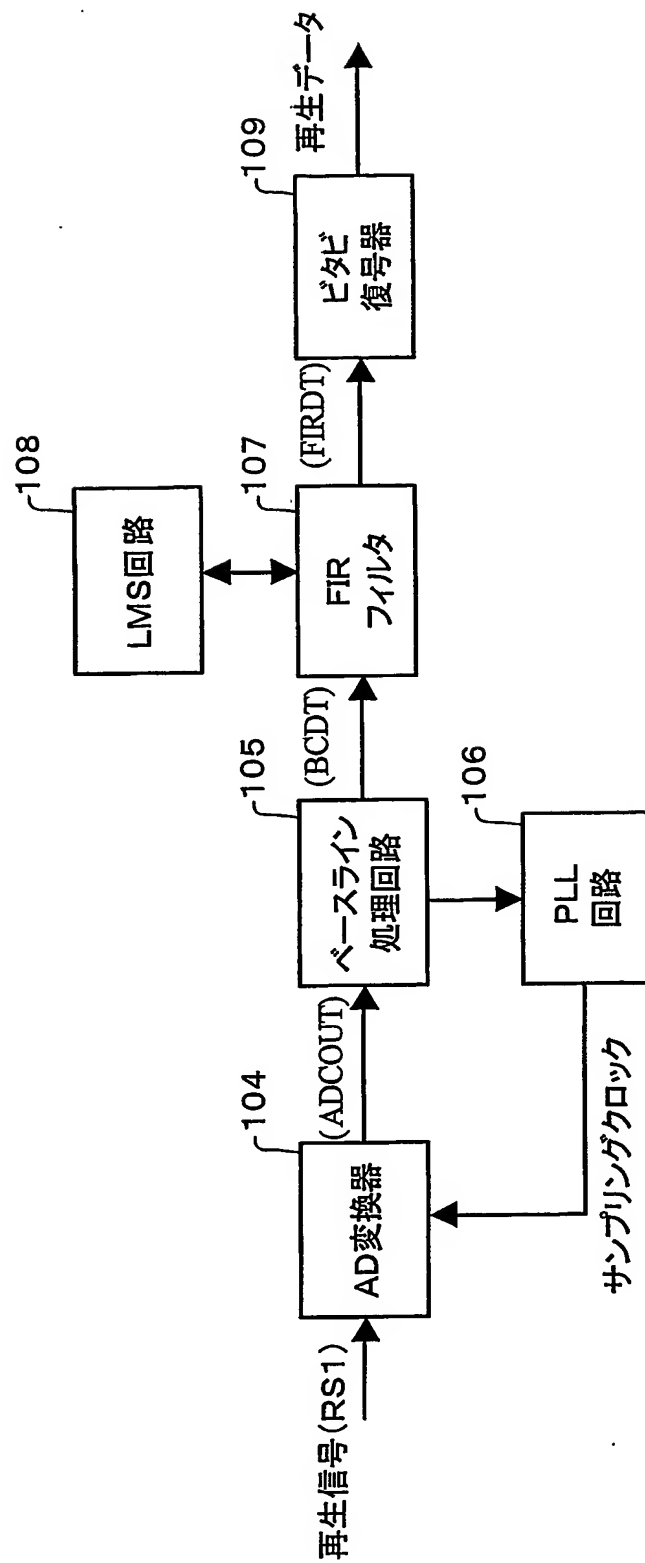 再生信号(RS1)
104
AD変換器
(ADCOUT)
サンプリングクロック
105
ベースライン
処理回路
(BCDT)
106
PLL
回路
108
LMS回路
107
FIR
フィルタ
(FIRDT)
109
ビタビ
復号器
再生データ